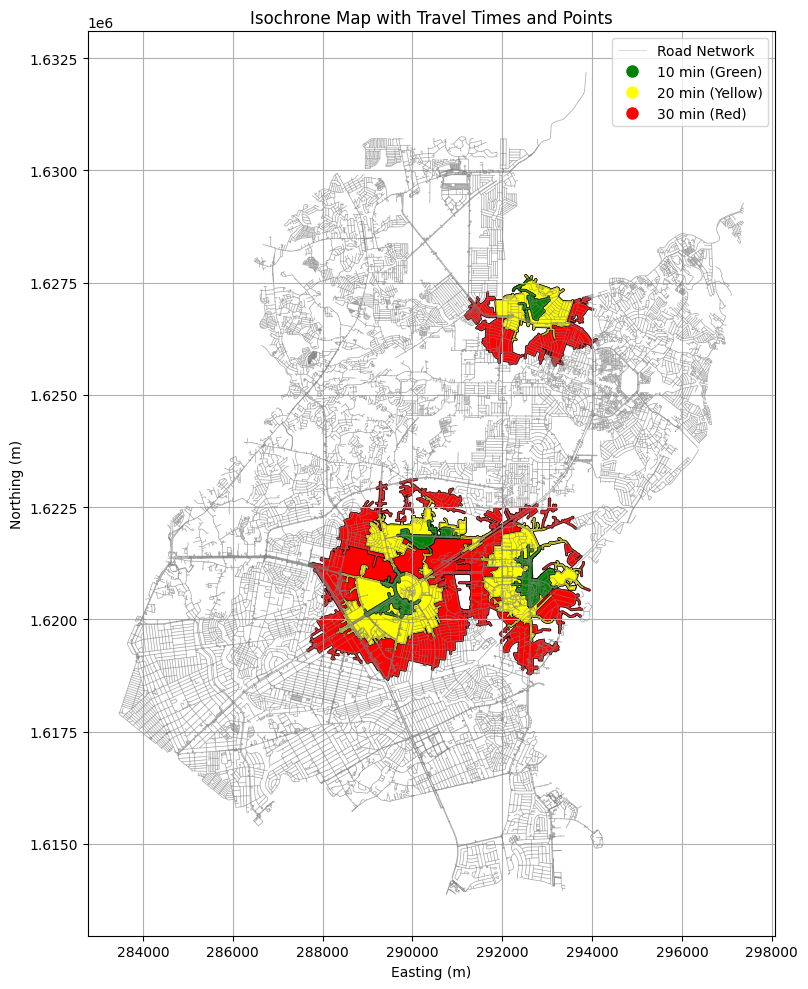 Isochrone Map with Travel Times and Points
1e6
Road Network
10 min (Green)
20 min (Yellow)
30 min (Red)
1.6325
1.6300
1.6275
1.6250
1.6225
1.6200
1.6175
1.6150
Northing (m)
284000 286000 288000 290000 292000 294000 296000 298000
Easting (m)